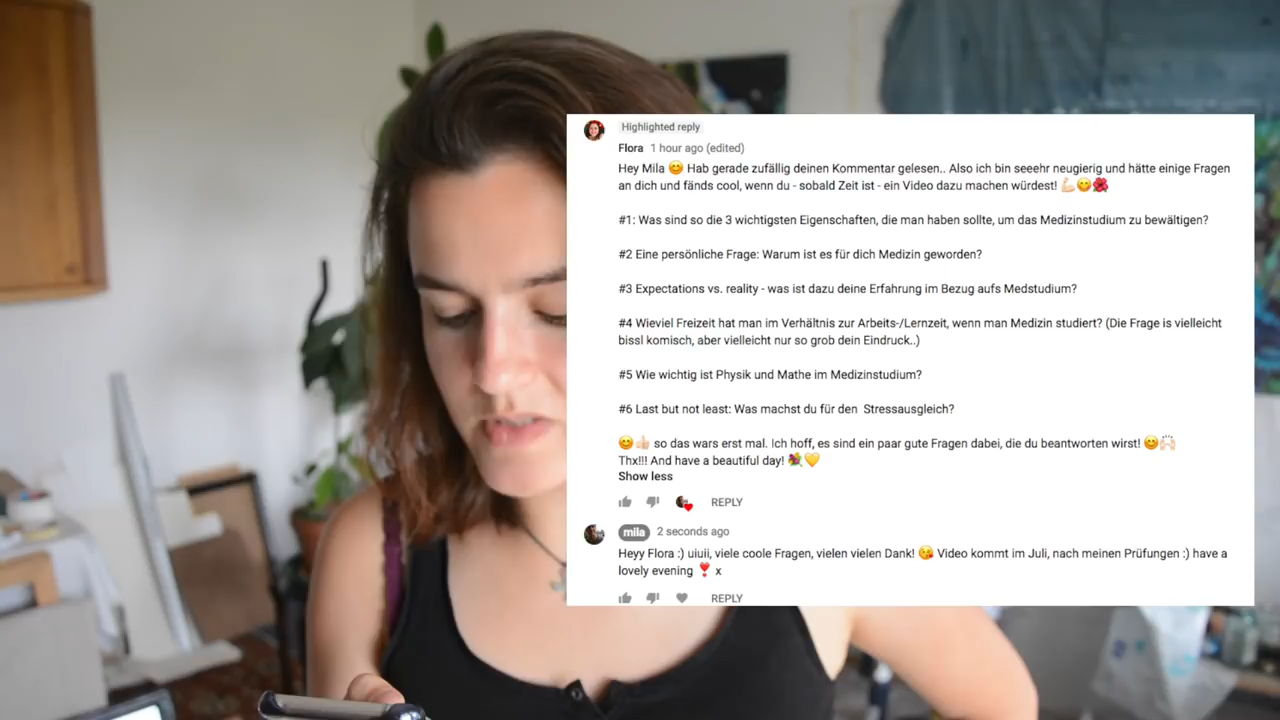 Highlighted reply
Flora 1 hour ago (edited)
Hey Mila 😊 Hab gerade zufällig deinen Kommentar gelesen.. Also ich bin seeehr neugierig und hätte einige Fragen
an dich und fänds cool, wenn du - sobald Zeit ist - ein Video dazu machen würdest! 💪🏻😋🌺
#1: Was sind so die 3 wichtigsten Eigenschaften, die man haben sollte, um das Medizinstudium zu bewältigen?
#2 Eine persönliche Frage: Warum ist es für dich Medizin geworden?
#3 Expectations vs. reality - was ist dazu deine Erfahrung im Bezug aufs Medstudium?
#4 Wieviel Freizeit hat man im Verhältnis zur Arbeits-/Lernzeit, wenn man Medizin studiert? (Die Frage is vielleicht
bissl komisch, aber vielleicht nur so grob dein Eindruck..)
#5 Wie wichtig ist Physik und Mathe im Medizinstudium?
#6 Last but not least: Was machst du für den Stressausgleich?
😊👍🏻 so das wars erst mal. Ich hoff, es sind ein paar gute Fragen dabei, die du beantworten wirst! 😊🙌🏻
Thx!!! And have a beautiful day! 💐💛
Show less
REPLY
mila 2 seconds ago
Heyy Flora :) uiuii, viele coole Fragen, vielen vielen Dank! 😘 Video kommt im Juli, nach meinen Prüfungen :) have a
lovely evening ❣️ x
REPLY